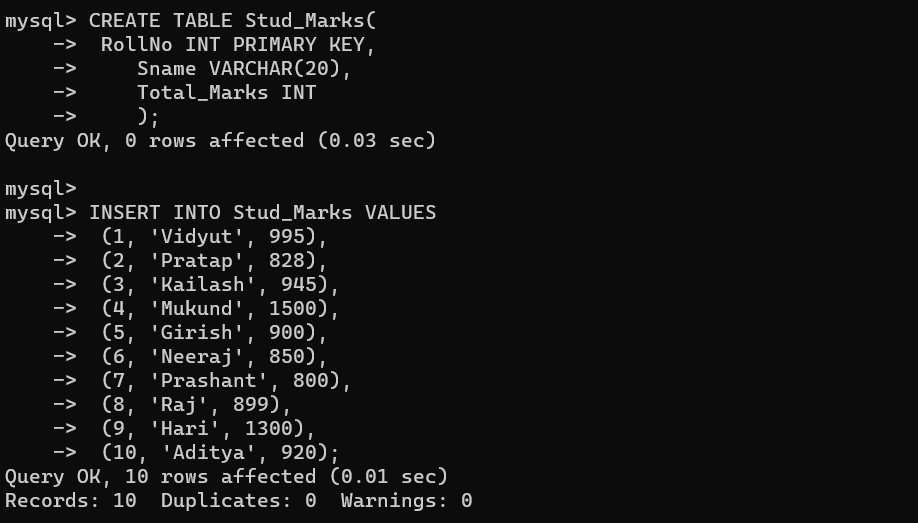 mysql> CREATE TABLE Stud_Marks(
    ->  RollNo INT PRIMARY KEY,
    ->     Sname VARCHAR(20),
    ->     Total_Marks INT
    ->     );
Query OK, 0 rows affected (0.03 sec)

mysql>
mysql> INSERT INTO Stud_Marks VALUES
    ->  (1, 'Vidyut', 995),
    ->  (2, 'Pratap', 828),
    ->  (3, 'Kailash', 945),
    ->  (4, 'Mukund', 1500),
    ->  (5, 'Girish', 900),
    ->  (6, 'Neeraj', 850),
    ->  (7, 'Prashant', 800),
    ->  (8, 'Raj', 899),
    ->  (9, 'Hari', 1300),
    ->  (10, 'Aditya', 920);
Query OK, 10 rows affected (0.01 sec)
Records: 10  Duplicates: 0  Warnings: 0